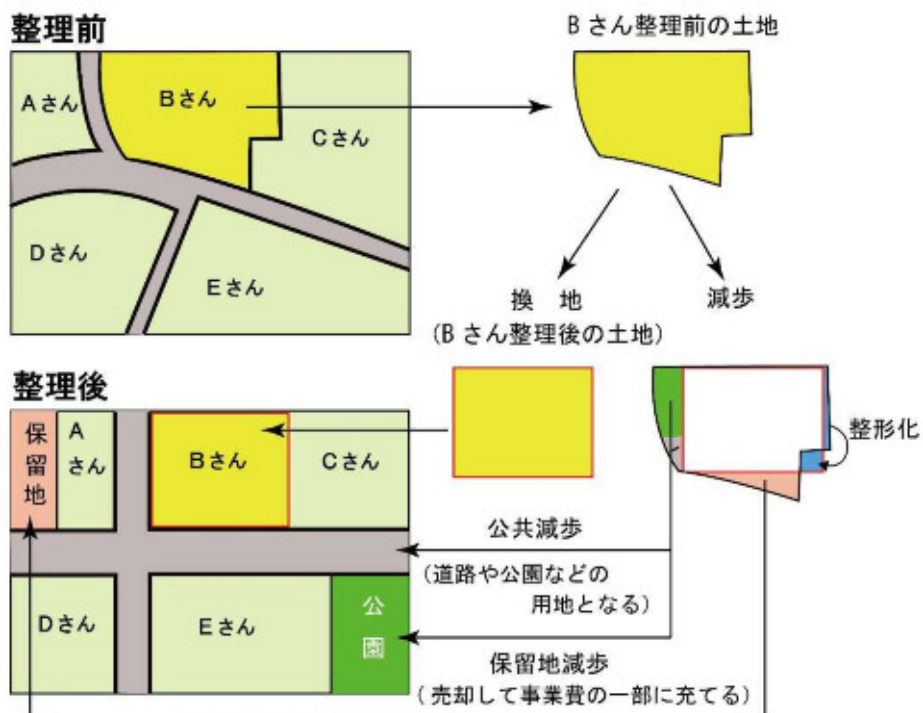 整理前
Bさん整理前の土地
Aさん
Bさん
Cさん
Dさん
Eさん
換 地
(Bさん整理後の土地)
減歩
整理後
保留地
A
さん
Bさん
Cさん
整形化
公共減歩
(道路や公園などの
用地となる)
Dさん
Eさん
公園
保留地減歩
(売却して事業費の一部に充てる)